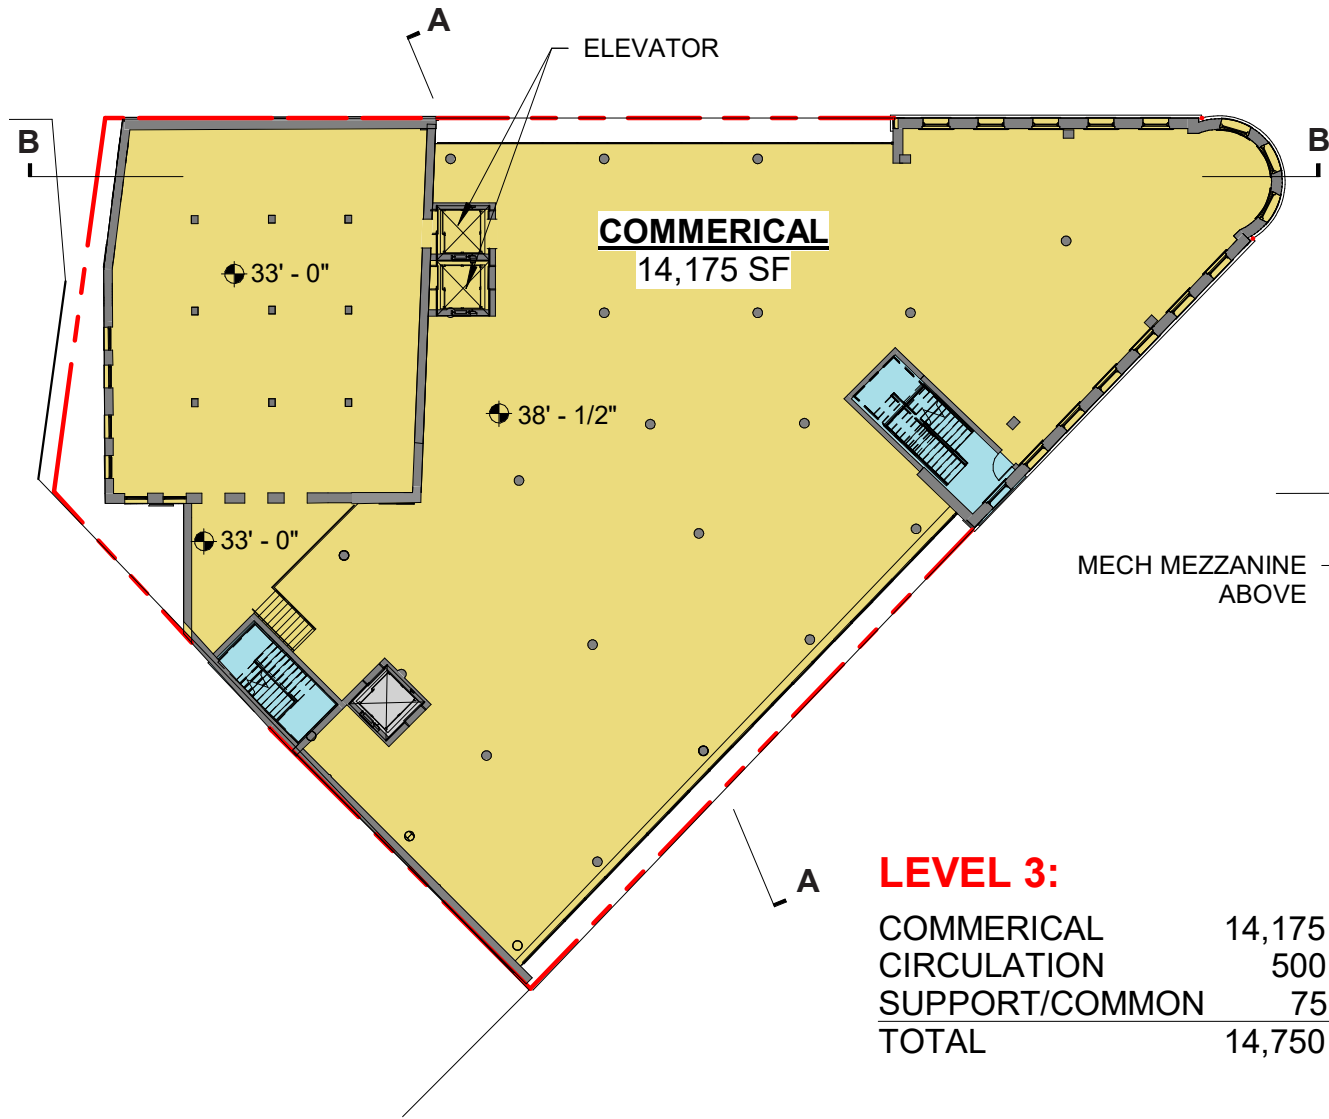 A
ELEVATOR
B
B
COMMERICAL
14,175 SF
33' - 0"
38' - 1/2"
33' - 0"
MECH MEZZANINE
ABOVE
A
LEVEL 3:
COMMERICAL 14,175
CIRCULATION 500
SUPPORT/COMMON 75
TOTAL 14,750